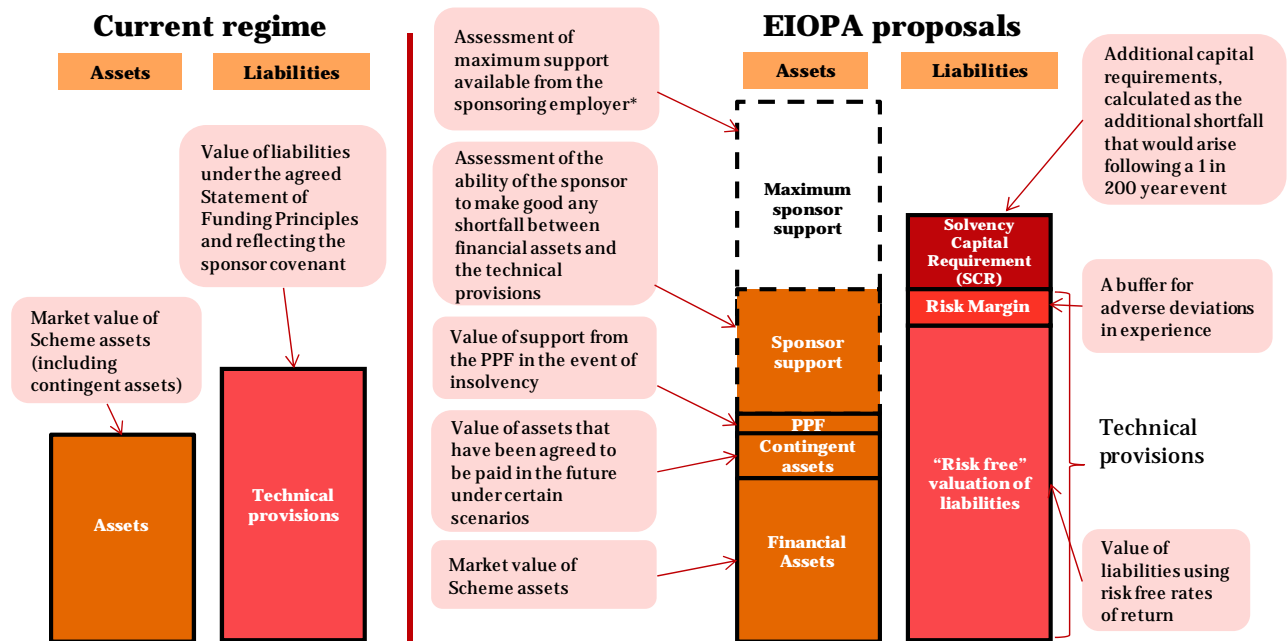 Current regime
Assets
Liabilities
Value of liabilities
under the agreed
Statement of
Funding Principles
and reflecting the
sponsor covenant
Market value of
Scheme assets
(including
contingent assets)
Assets
Technical
provisions
EIOPA proposals
Assets
Liabilities
Assessment of
maximum support
available from the
sponsoring employer*
Assessment of the
ability of the sponsor
to make good any
shortfall between
financial assets and
the technical
provisions
Value of support from
the PPF in the event of
insolvency
Value of assets that
have been agreed to
be paid in the future
under certain
scenarios
Market value of
Scheme assets
Maximum
sponsor
support
Sponsor
support
PPF
Contingent
assets
Financial
Assets
Solvency
Capital
Requirement
(SCR)
Risk Margin
“Risk free”
valuation of
liabilities
Additional capital
requirements,
calculated as the
additional shortfall
that would arise
following a 1 in
200 year event
A buffer for
adverse deviations
in experience
Technical
provisions
Value of
liabilities using
risk free rates
of return